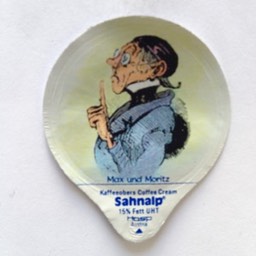 Max und Moritz
Kaffeeobers Coffee Cream
Sahnalp®
15% Fett UHT